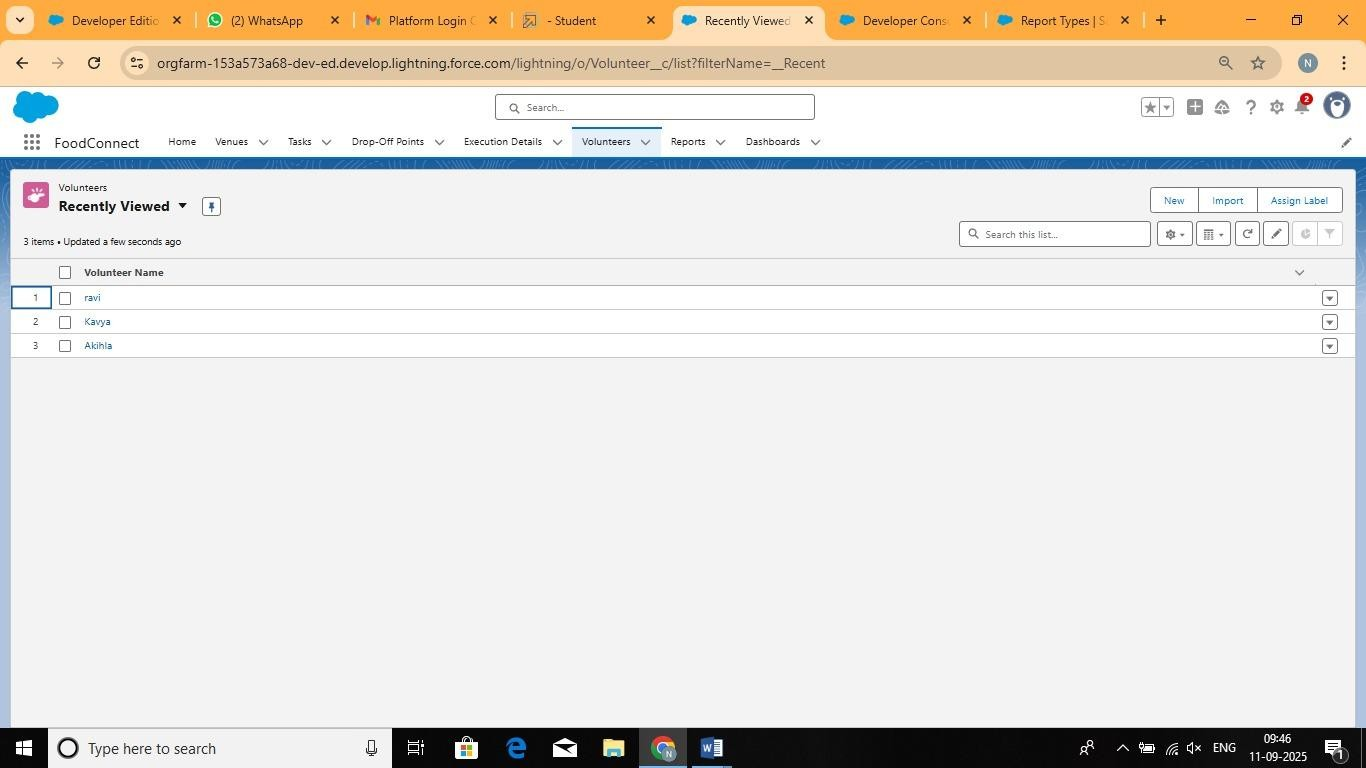 Developer Editio
(2) WhatsApp
Platform Login C
- Student
Recently Viewed
Developer Conso
Report Types | S
orgfarm-153a573a68-dev-ed.develop.lightning.force.com/lightning/o/Volunteer__c/list?filterName=__Recent
N
Search...
2
FoodConnect
Home
Venues
Tasks
Drop-Off Points
Execution Details
Volunteers
Reports
Dashboards
Volunteers
Recently Viewed
New
Import
Assign Label
3 items • Updated a few seconds ago
Search this list...
Volunteer Name
1 ravi
2 Kavya
3 Akihla
Type here to search
ENG
09:46
11-09-2025
1